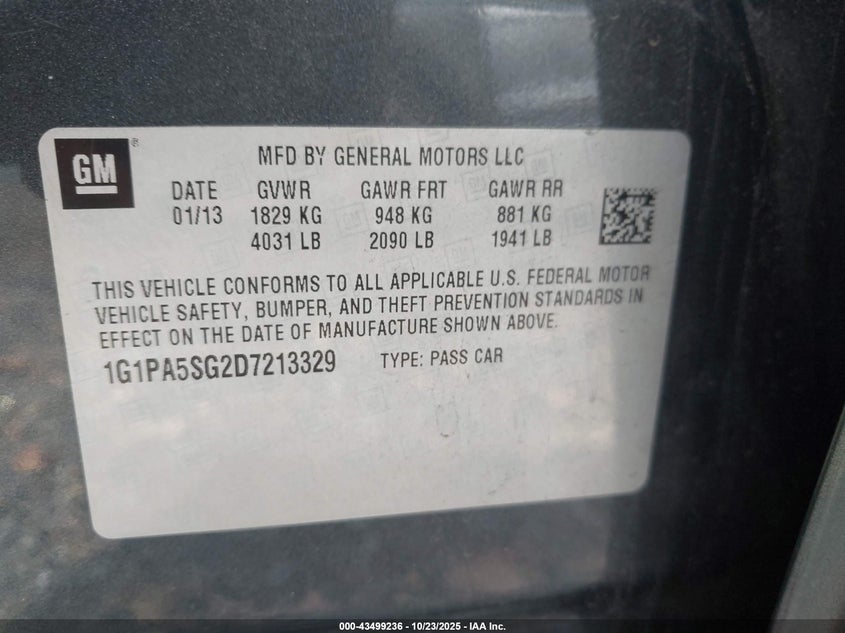 GM
MFD BY GENERAL MOTORS LLC
DATE GVWR GAWR FRT GAWR RR
01/13 1829 KG 948 KG 881 KG
4031 LB 2090 LB 1941 LB
THIS VEHICLE CONFORMS TO ALL APPLICABLE U.S. FEDERAL MOTOR
VEHICLE SAFETY, BUMPER, AND THEFT PREVENTION STANDARDS IN
EFFECT ON THE DATE OF MANUFACTURE SHOWN ABOVE.
1G1PA5SG2D7213329 TYPE: PASS CAR
000-43499236 - 10/23/2025 - IAA Inc.